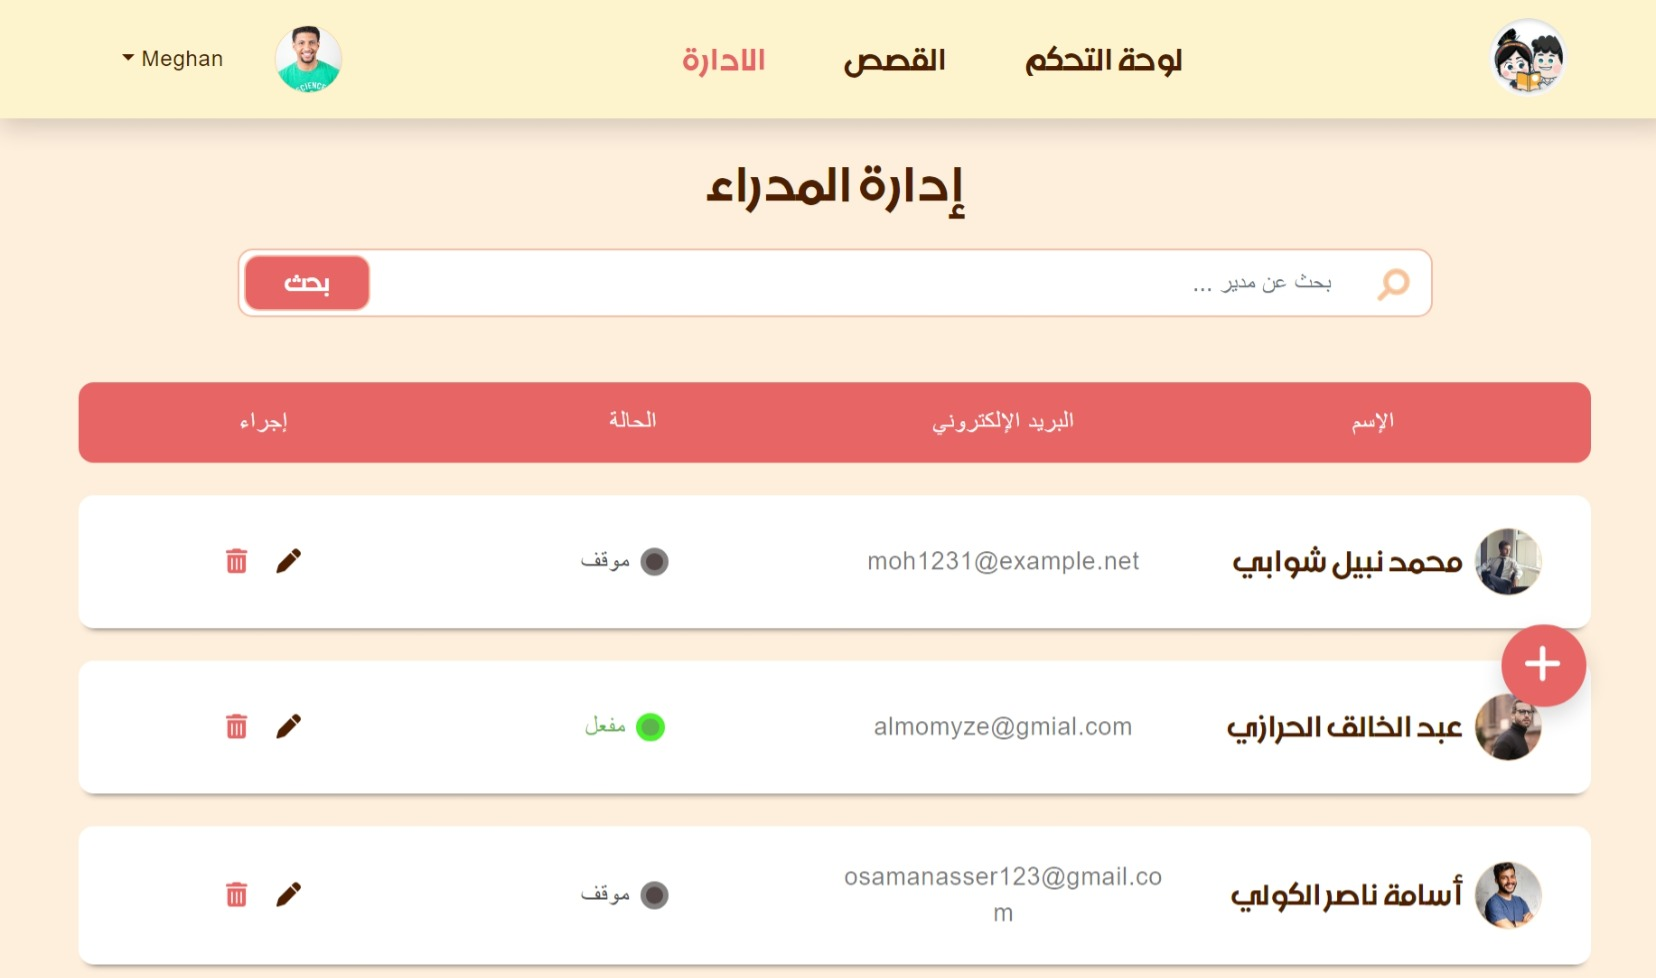 لوحة التحكم
القصص
الادارة
Meghan
إدارة المدراء
بحث عن مدير ...
بحث
الإسم
البريد الإلكتروني
الحالة
إجراء
محمد نبيل شوابي
moh1231@example.net
موقف
عبد الخالق الحرازي
almomyze@gmial.com
مفعل
أسامة ناصر الكولي
osamanasser123@gmail.co
m
موقف